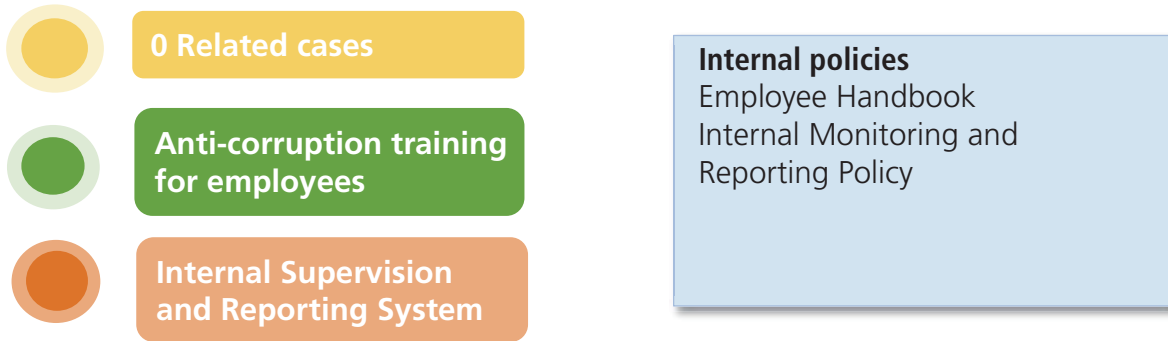 0 Related cases
Anti-corruption training
for employees
Internal Supervision
and Reporting System
Internal policies
Employee Handbook
Internal Monitoring and
Reporting Policy